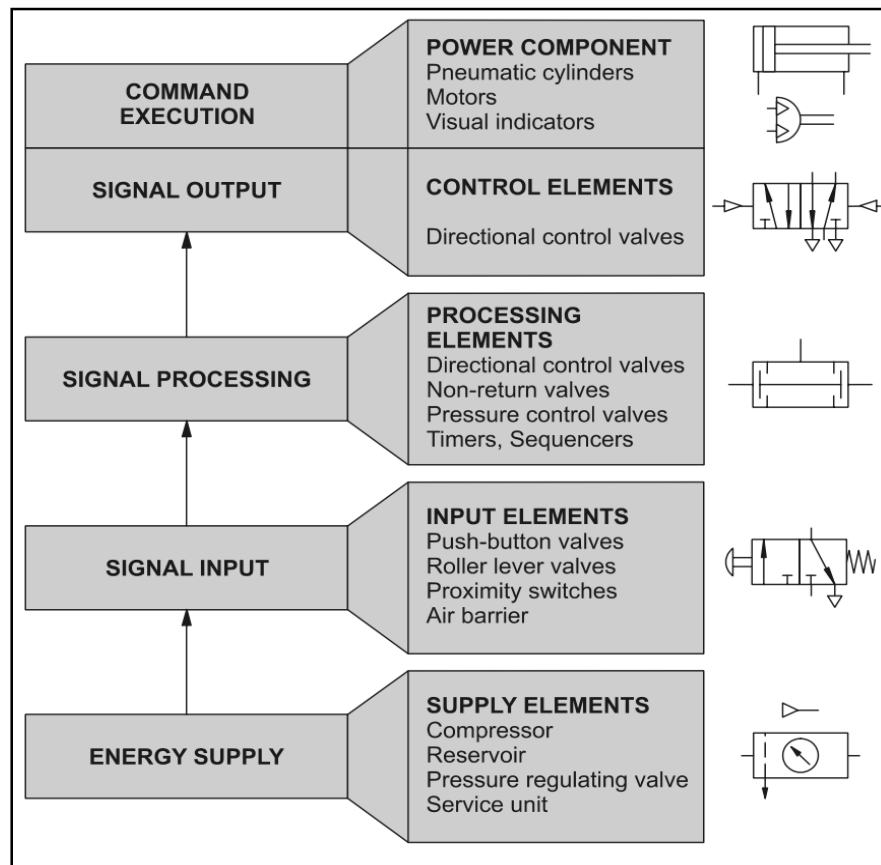 COMMAND
EXECUTION
POWER COMPONENT
Pneumatic cylinders
Motors
Visual indicators
SIGNAL OUTPUT
CONTROL ELEMENTS
Directional control valves
SIGNAL PROCESSING
PROCESSING
ELEMENTS
Directional control valves
Non-return valves
Pressure control valves
Timers, Sequencers
SIGNAL INPUT
INPUT ELEMENTS
Push-button valves
Roller lever valves
Proximity switches
Air barrier
ENERGY SUPPLY
SUPPLY ELEMENTS
Compressor
Reservoir
Pressure regulating valve
Service unit